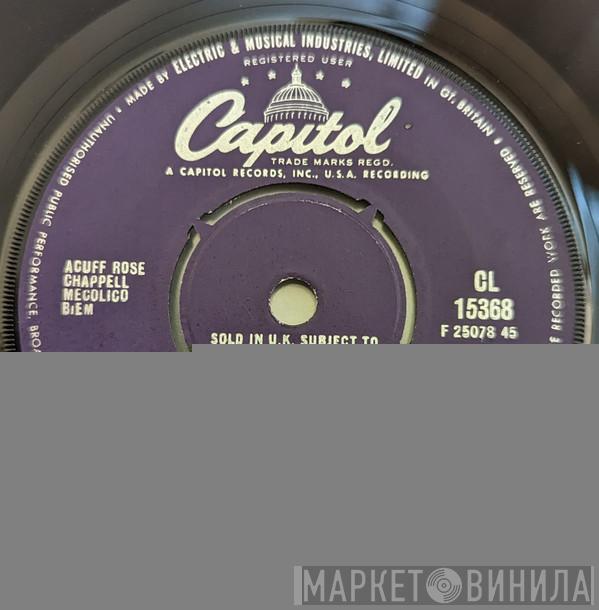 MADE BY ELECTRIC & MUSICAL INDUSTRIES, LIMITED IN GT. BRITAIN
REGISTERED USER
Capitol
TRADE MARKS REGD.
A CAPITOL RECORDS, INC., U.S.A. RECORDING
UNAUTHORISED PUBLIC PERFORMANCE,
RECORDED WORK ARE RESERVED
ACUFF ROSE
CHAPPELL
MECOLICO
BIEM
CL
15368
F 25078 45
SOLD IN U.K. SUBJECT TO
МАРКЕТ ВИНИЛА